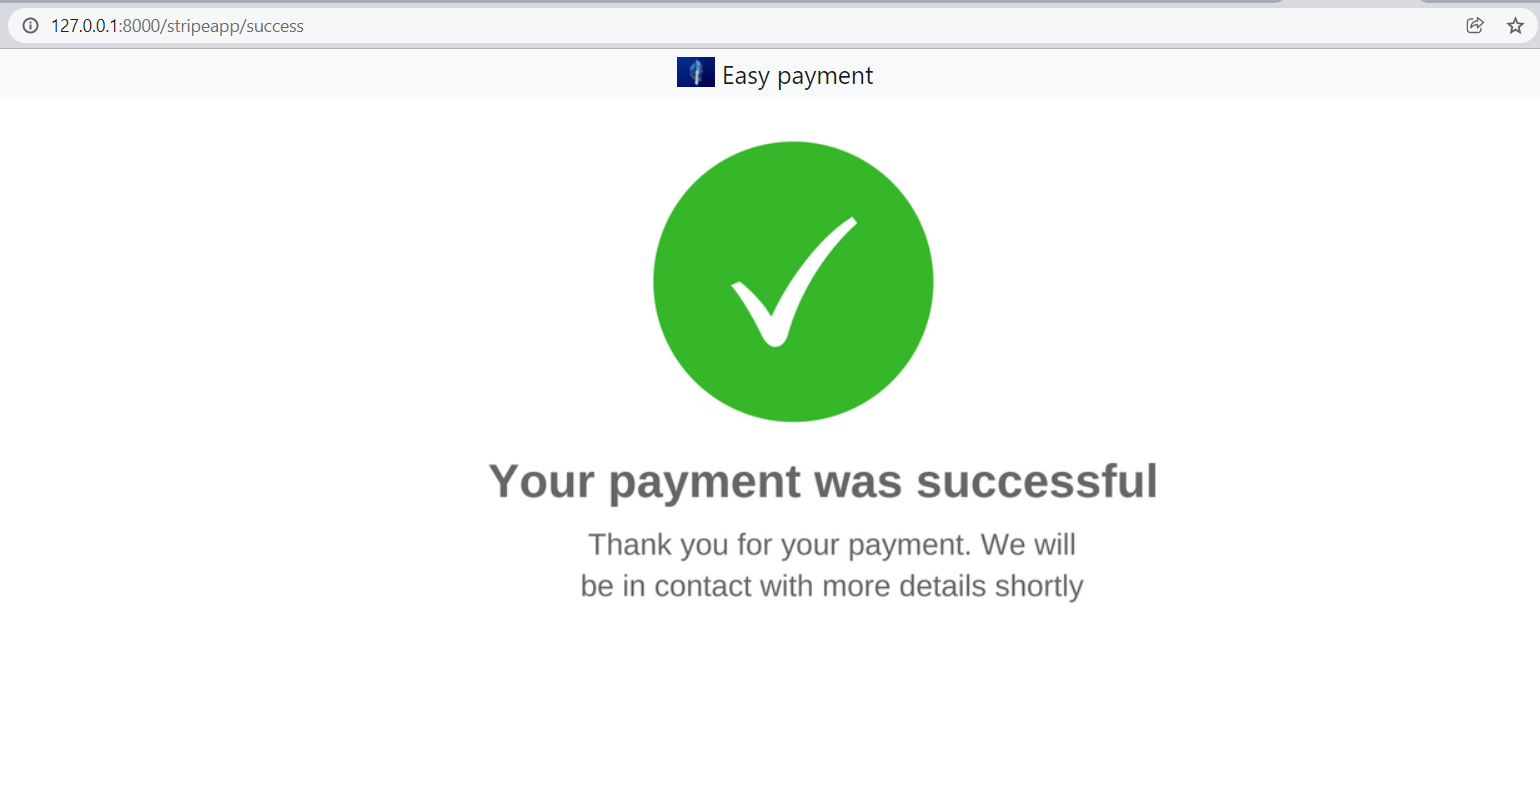 127.0.0.1:8000/stripeapp/success
Easy payment
Your payment was successful
Thank you for your payment. We will
be in contact with more details shortly